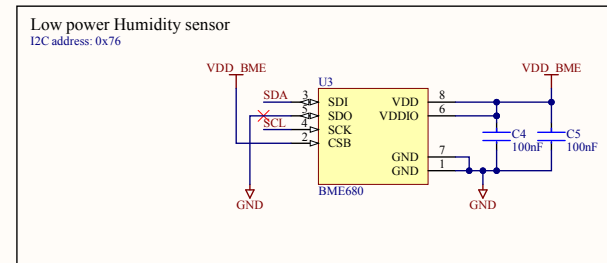 Low power Humidity sensor
I2C address: 0x76
VDD_BME
VDD_BME
U3
SDA
3
SDI
VDD
8
5
SDO
VDDIO
6
SCL
4
SCK
2
CSB
C4
100nF
C5
100nF
GND
7
GND
1
BME680
GND
GND